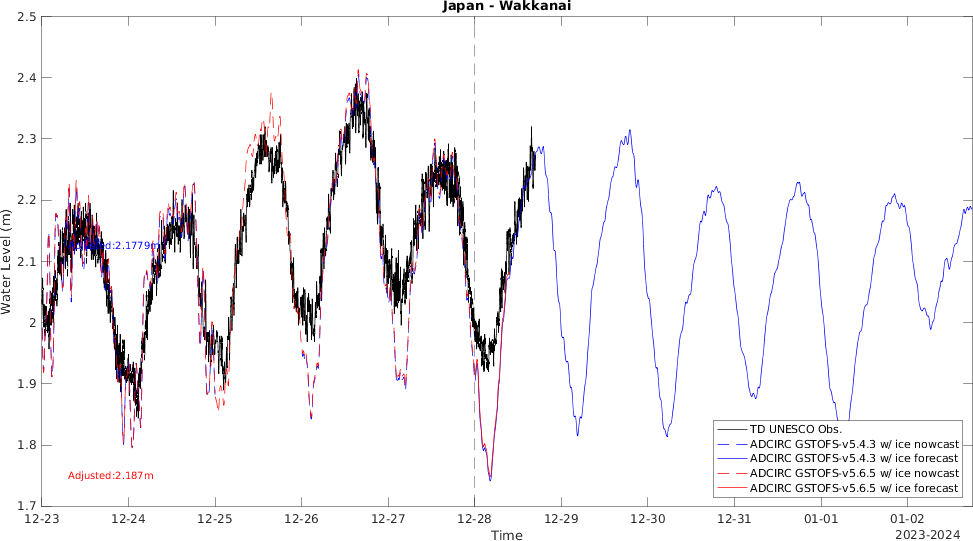 Japan - Wakkanai
2.5
2.4
2.3
2.2
2.1
2
1.9
1.8
1.7
Water Level (m)
Adjusted:2.1779m
Adjusted:2.187m
TD UNESCO Obs.
ADCIRC GSTOFS-v5.4.3 w/ ice nowcast
ADCIRC GSTOFS-v5.4.3 w/ ice forecast
ADCIRC GSTOFS-v5.6.5 w/ ice nowcast
ADCIRC GSTOFS-v5.6.5 w/ ice forecast
12-23 12-24 12-25 12-26 12-27 12-28 12-29 12-30 12-31 01-01 01-02
Time
2023-2024